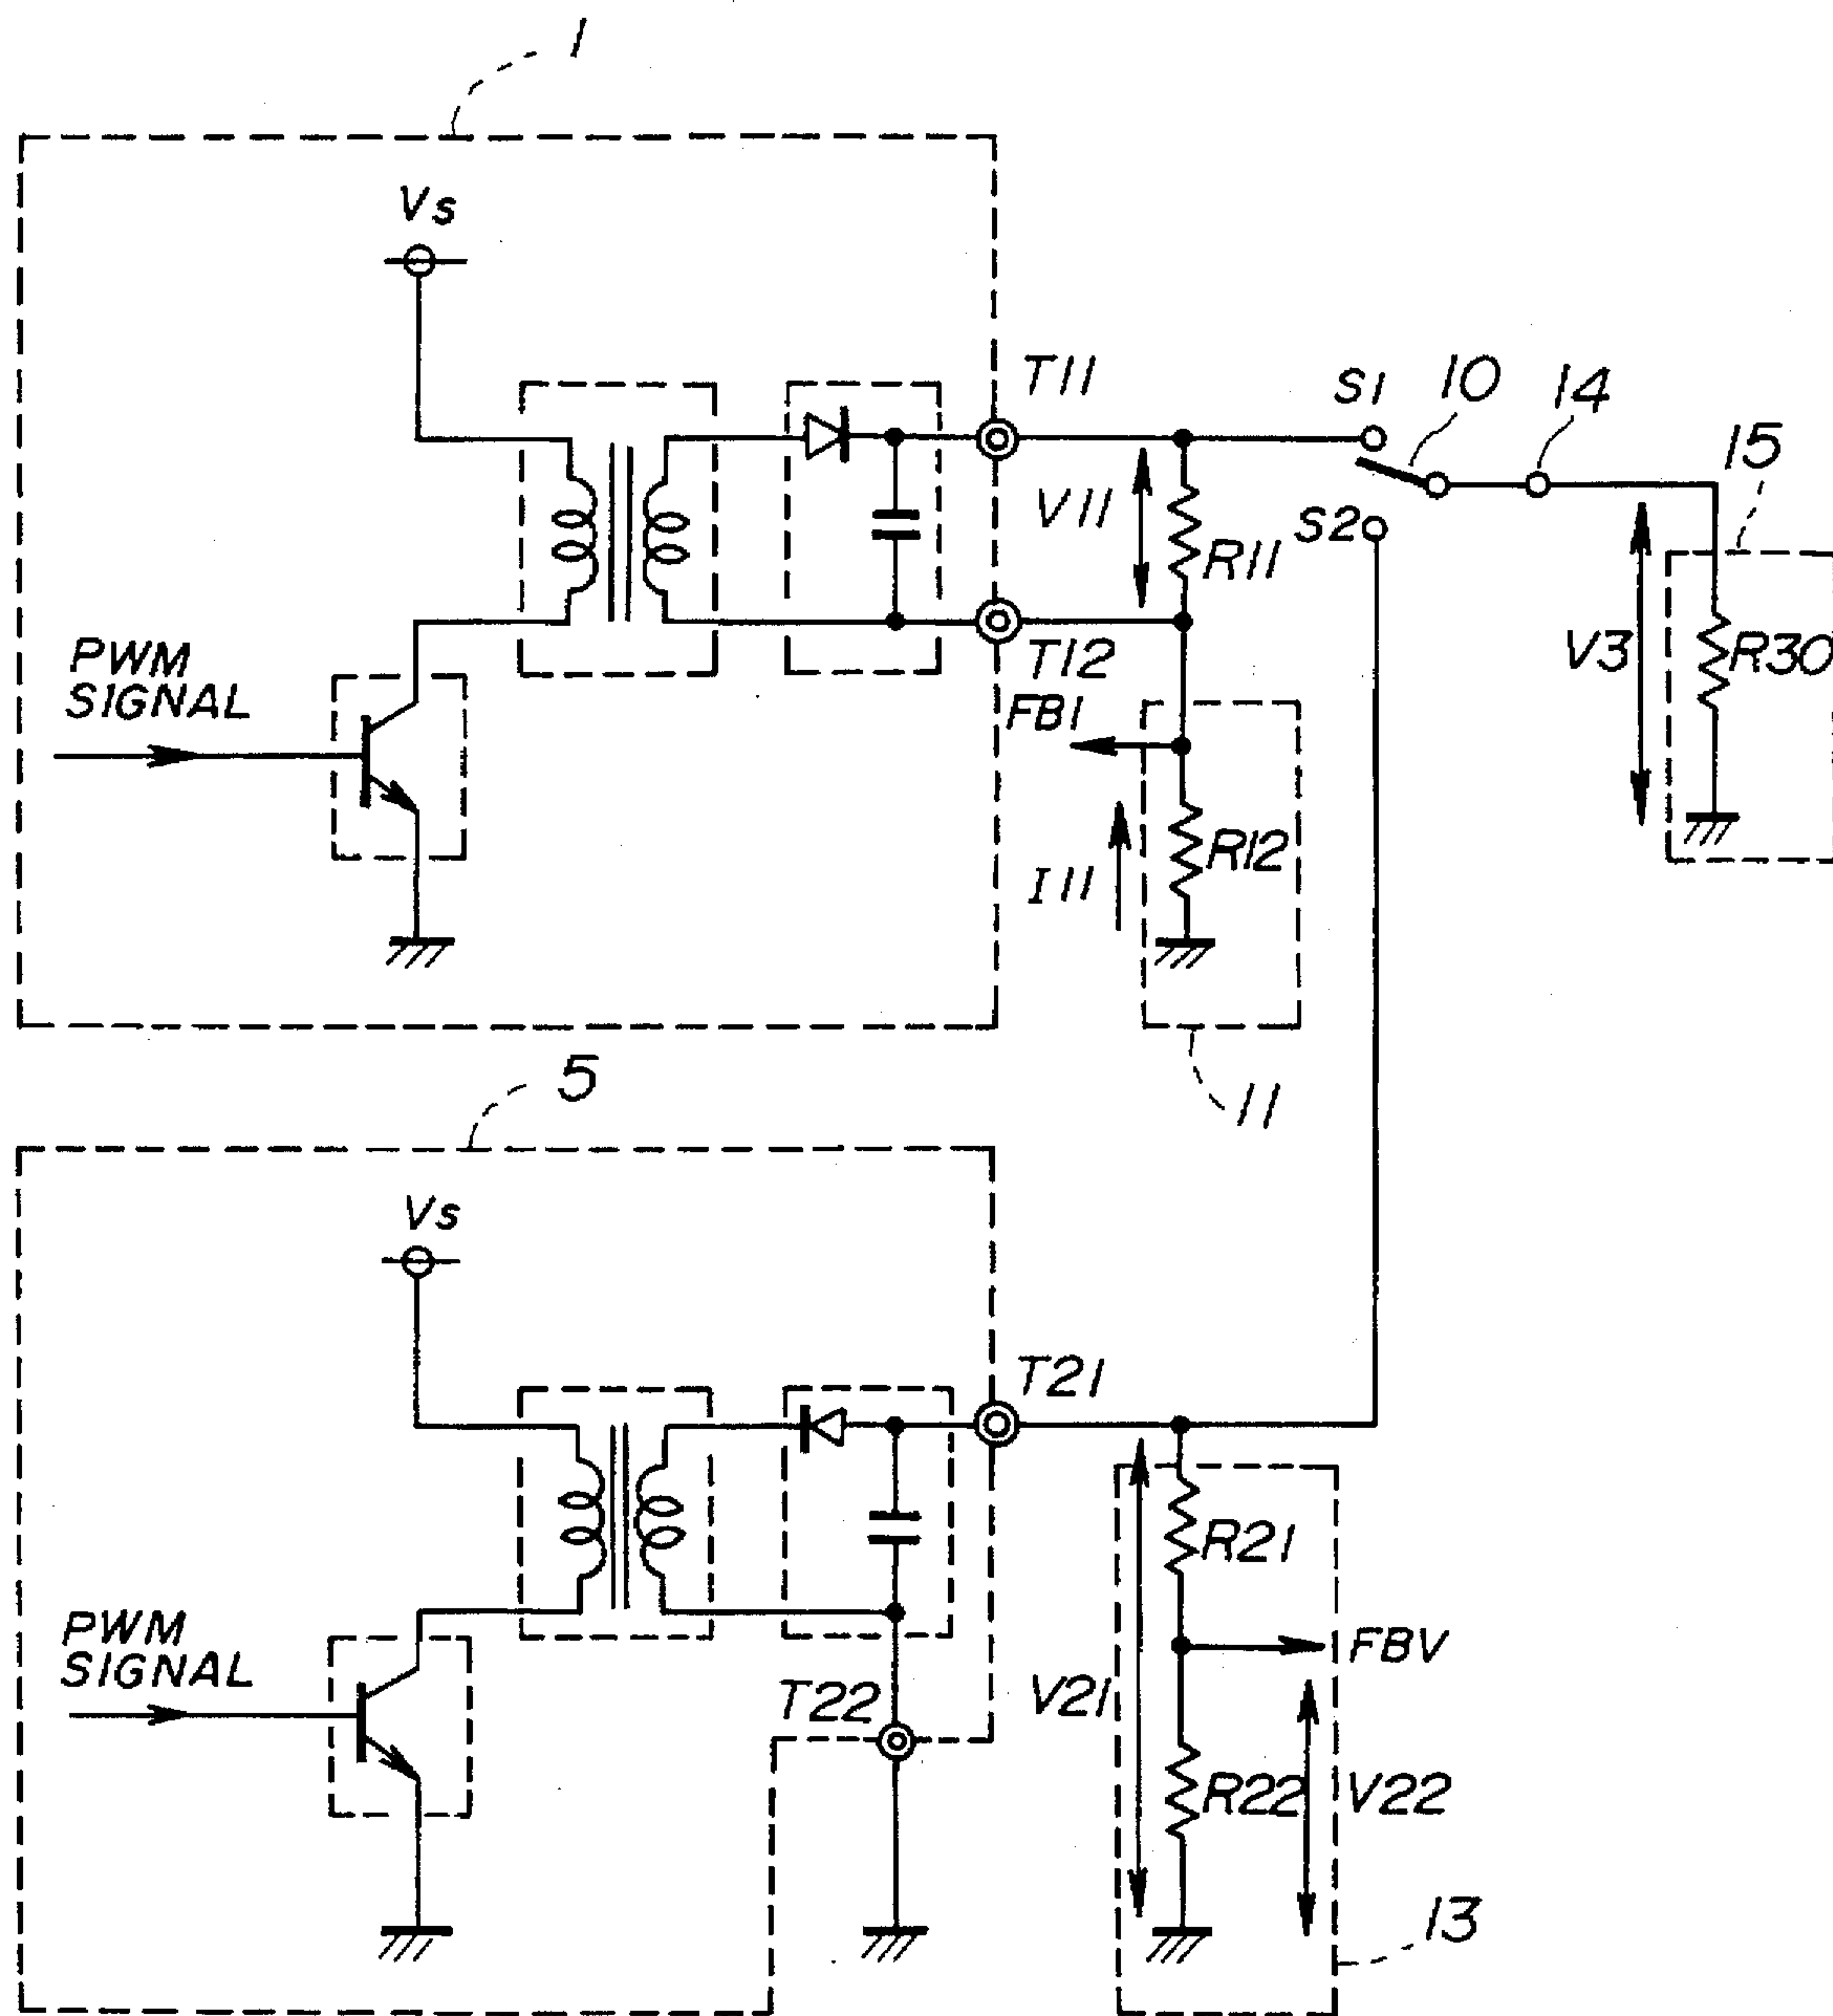 1
Vs
T11
S1
10
14
15
V11
R11
S2
V3
R30
PWM
SIGNAL
T12
FBI
R12
I11
11
5
Vs
T21
R21
PWM
SIGNAL
FBV
T22
V21
R22
V22
13